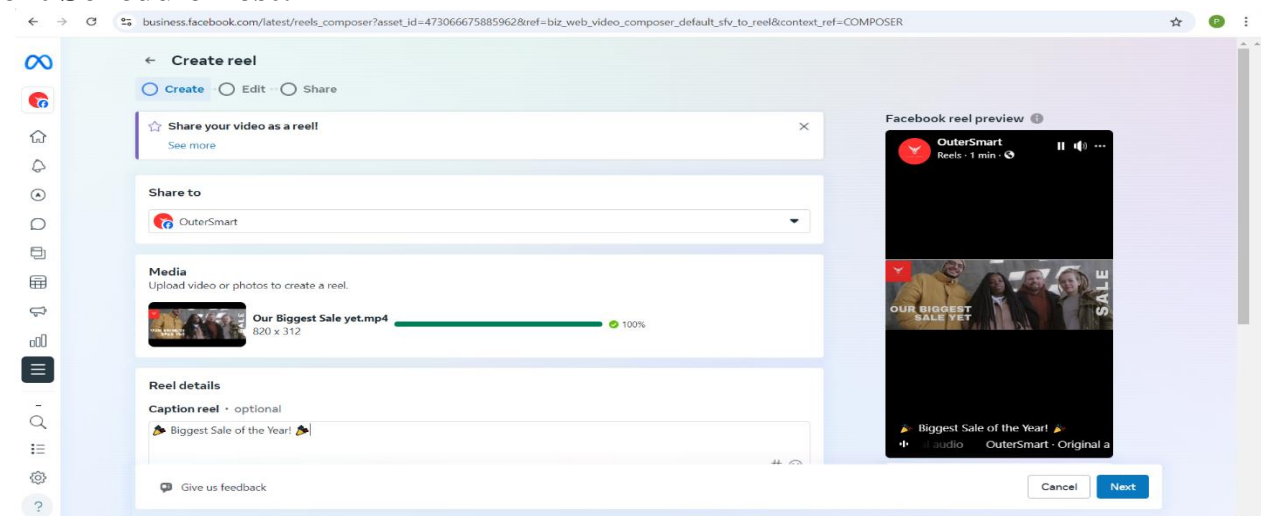 business.facebook.com/latest/reels_composer?asset_id=473066675885962&ref=biz_web_video_composer_default_sfv_to_reel&context_ref=COMPOSER
P
← Create reel
Create Edit Share
Share your video as a reel!
See more
Share to
OuterSmart
Media
Upload video or photos to create a reel.
Our Biggest Sale yet.mp4
820 x 312
100%
Reel details
Caption reel • optional
🎉 Biggest Sale of the Year! 🎉
#
Give us feedback
Cancel Next
Facebook reel preview
OuterSmart
Reels · 1 min ·
OUR BIGGEST
SALE YET
SALE
🎉 Biggest Sale of the Year! 🎉
audio OuterSmart · Original a
?